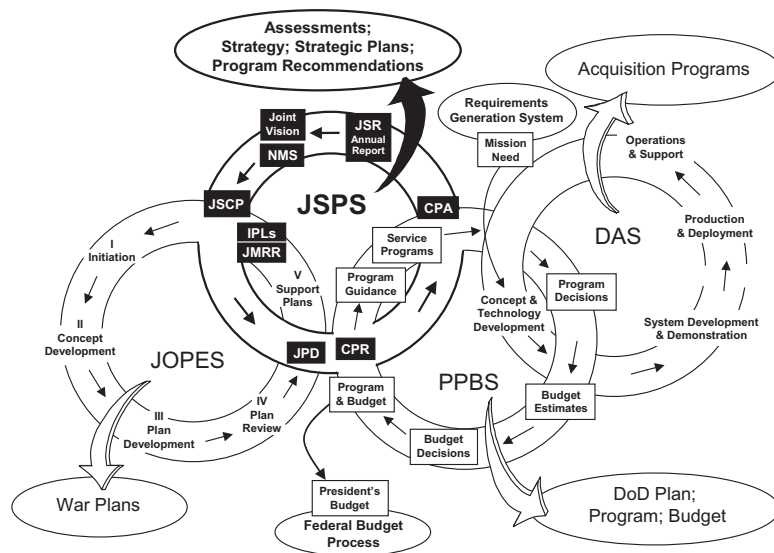 Assessments;
Strategy; Strategic Plans;
Program Recommendations
Acquisition Programs
Requirements
Generation System
Mission
Need
Operations
& Support
Joint
Vision
JSR
Annual
Report
NMS
JSPS
JSCP
CPA
IPLs
JMRR
Service
Programs
DAS
Production
& Deployment
I
Initiation
V
Support
Plans
Program
Guidance
Concept &
Technology
Development
Program
Decisions
II
Concept
Development
System Development
& Demonstration
JOPES
JPD
CPR
PPBS
Program
& Budget
Budget
Estimates
III
Plan
Development
IV
Plan
Review
Budget
Decisions
War Plans
President's
Budget
Federal Budget
Process
DoD Plan;
Program; Budget